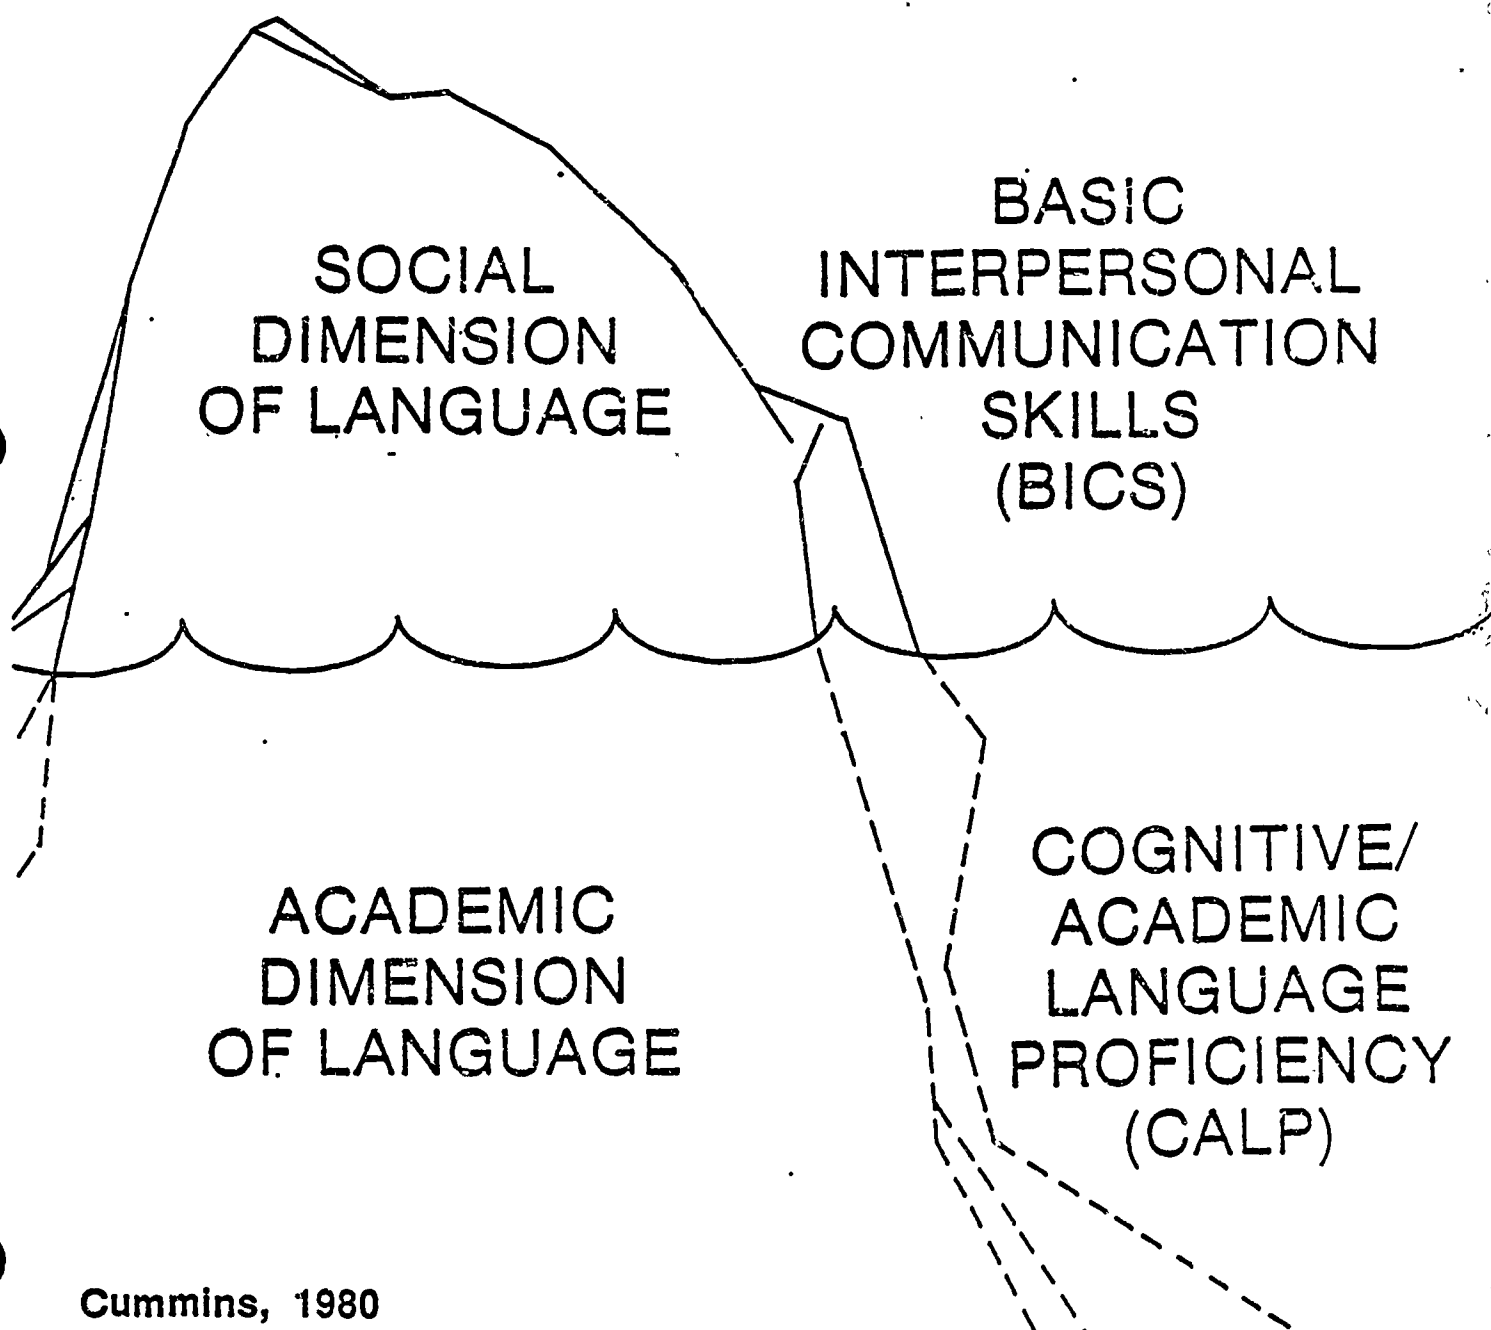 SOCIAL
DIMENSION
OF LANGUAGE
BASIC
INTERPERSONAL
COMMUNICATION
SKILLS
(BICS)
ACADEMIC
DIMENSION
OF LANGUAGE
COGNITIVE/
ACADEMIC
LANGUAGE
PROFICIENCY
(CALP)
Cummins, 1980